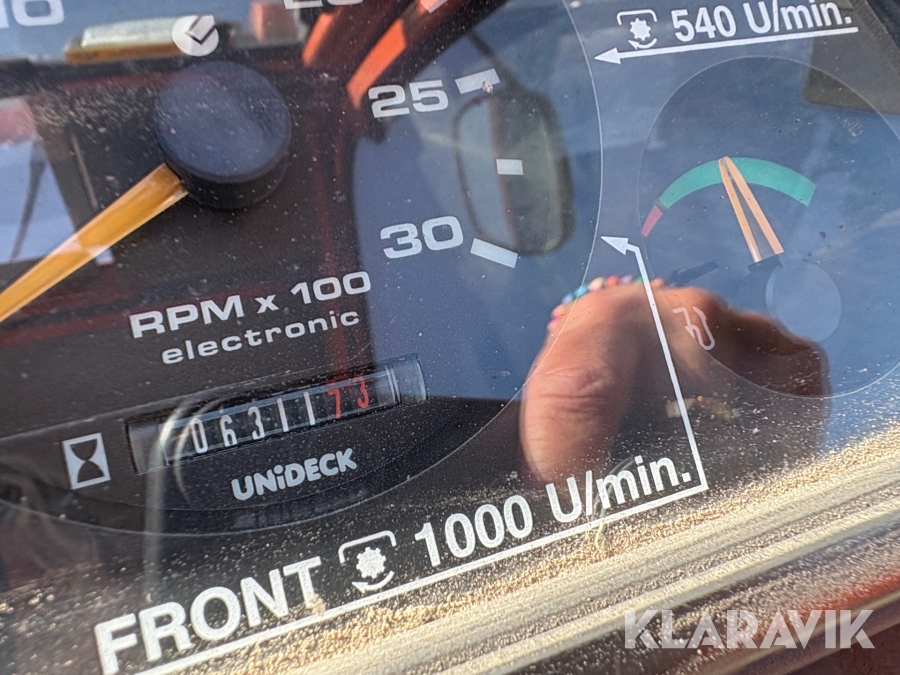 540 U/min.
25
30
RPM x 100
electronic
0631173
UNiDECK
FRONT 1000 U/min.
KLARAVIK